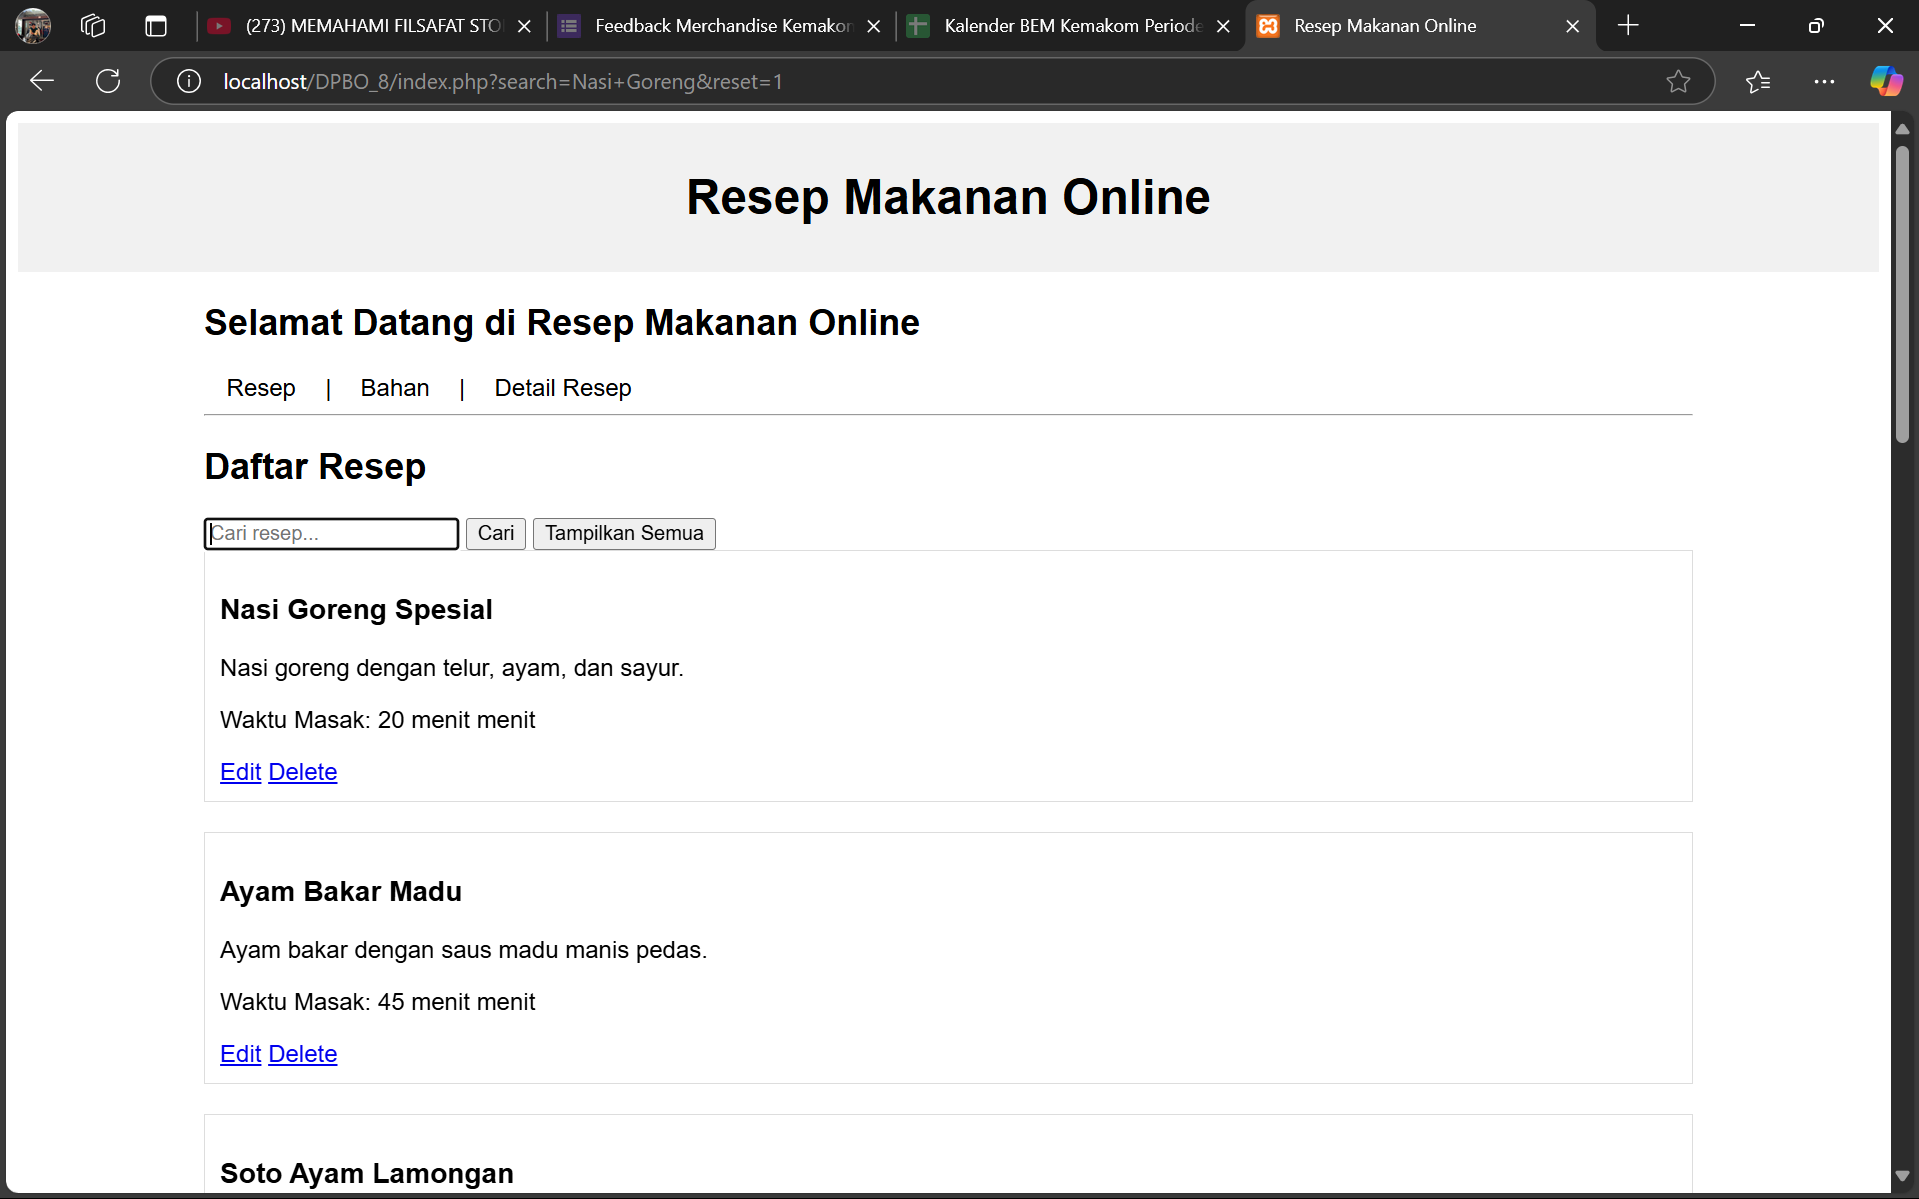 (273) MEMAHAMI FILSAFAT STO
Feedback Merchandise Kemakom
Kalender BEM Kemakom Periode
Resep Makanan Online
localhost/DPBO_8/index.php?search=Nasi+Goreng&reset=1
Resep Makanan Online
Selamat Datang di Resep Makanan Online
Resep | Bahan | Detail Resep
Daftar Resep
Cari resep... Cari Tampilkan Semua
Nasi Goreng Spesial
Nasi goreng dengan telur, ayam, dan sayur.
Waktu Masak: 20 menit menit
Edit Delete
Ayam Bakar Madu
Ayam bakar dengan saus madu manis pedas.
Waktu Masak: 45 menit menit
Edit Delete
Soto Ayam Lamongan